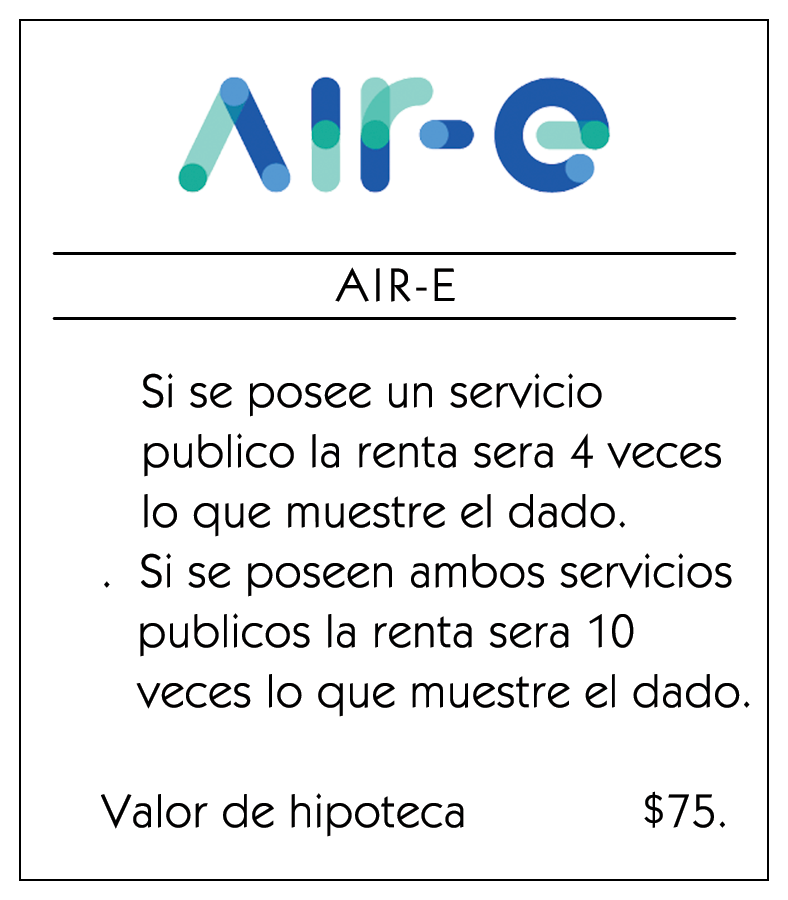 AIr-e
AIR-E
Si se posee un servicio
publico la renta sera 4 veces
lo que muestre el dado.
. Si se poseen ambos servicios
publicos la renta sera 10
veces lo que muestre el dado.
Valor de hipoteca $75.